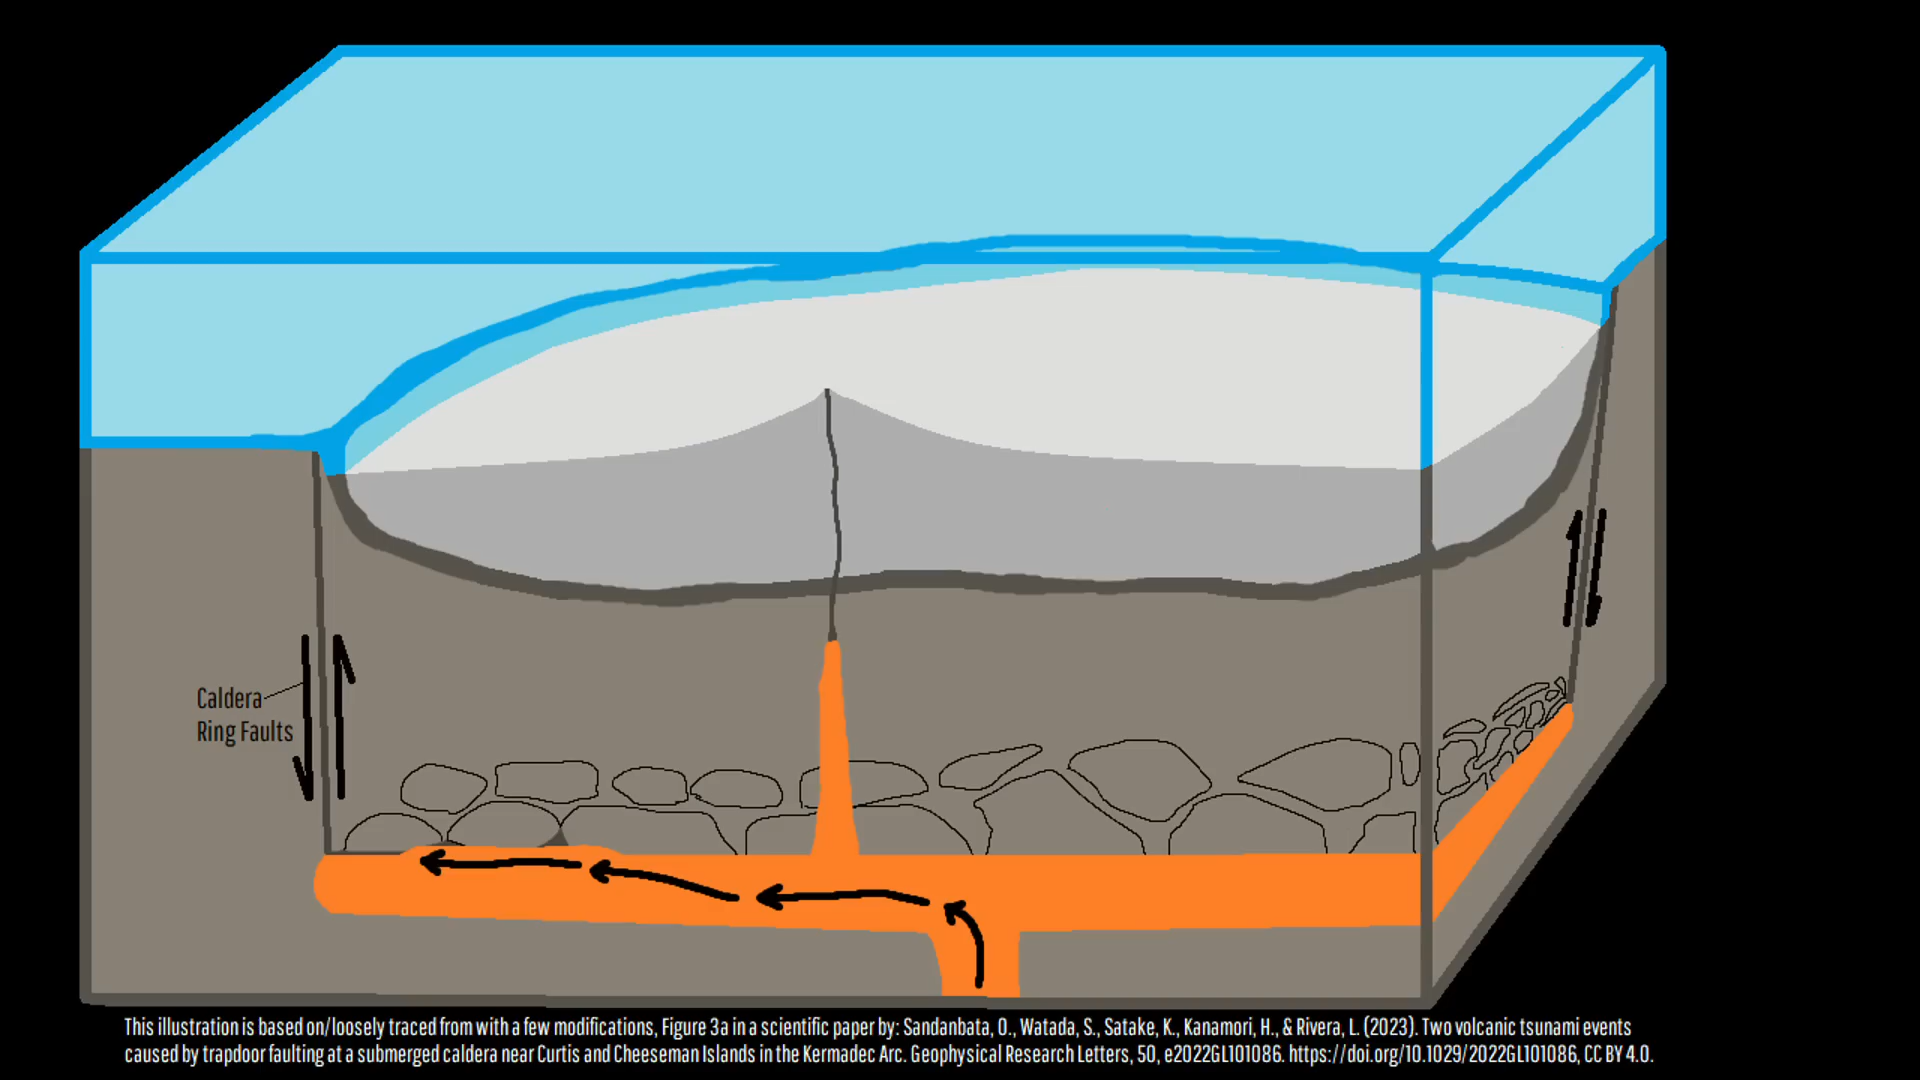 Caldera
Ring Faults
This illustration is based on/loosely traced from with a few modifications, Figure 3a in a scientific paper by: Sandanbata, O., Watada, S., Satake, K., Kanamori, H., & Rivera, L. (2023). Two volcanic tsunami events
caused by trapdoor faulting at a submerged caldera near Curtis and Cheeseman Islands in the Kermadec Arc. Geophysical Research Letters, 50, e2022GL101086. https://doi.org/10.1029/2022GL101086, CC BY 4.0.